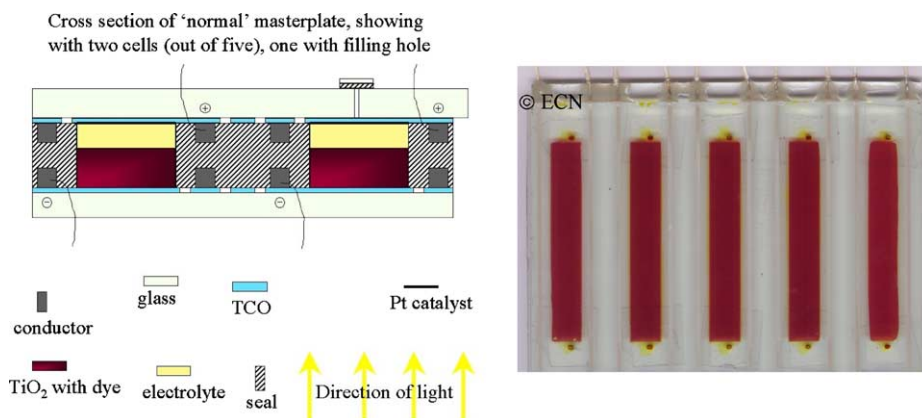 Cross section of ‘normal’ masterplate, showing
with two cells (out of five), one with filling hole
© ECN
+
+
−
−
glass
TCO
Pt catalyst
conductor
TiO₂ with dye
electrolyte
seal
Direction of light